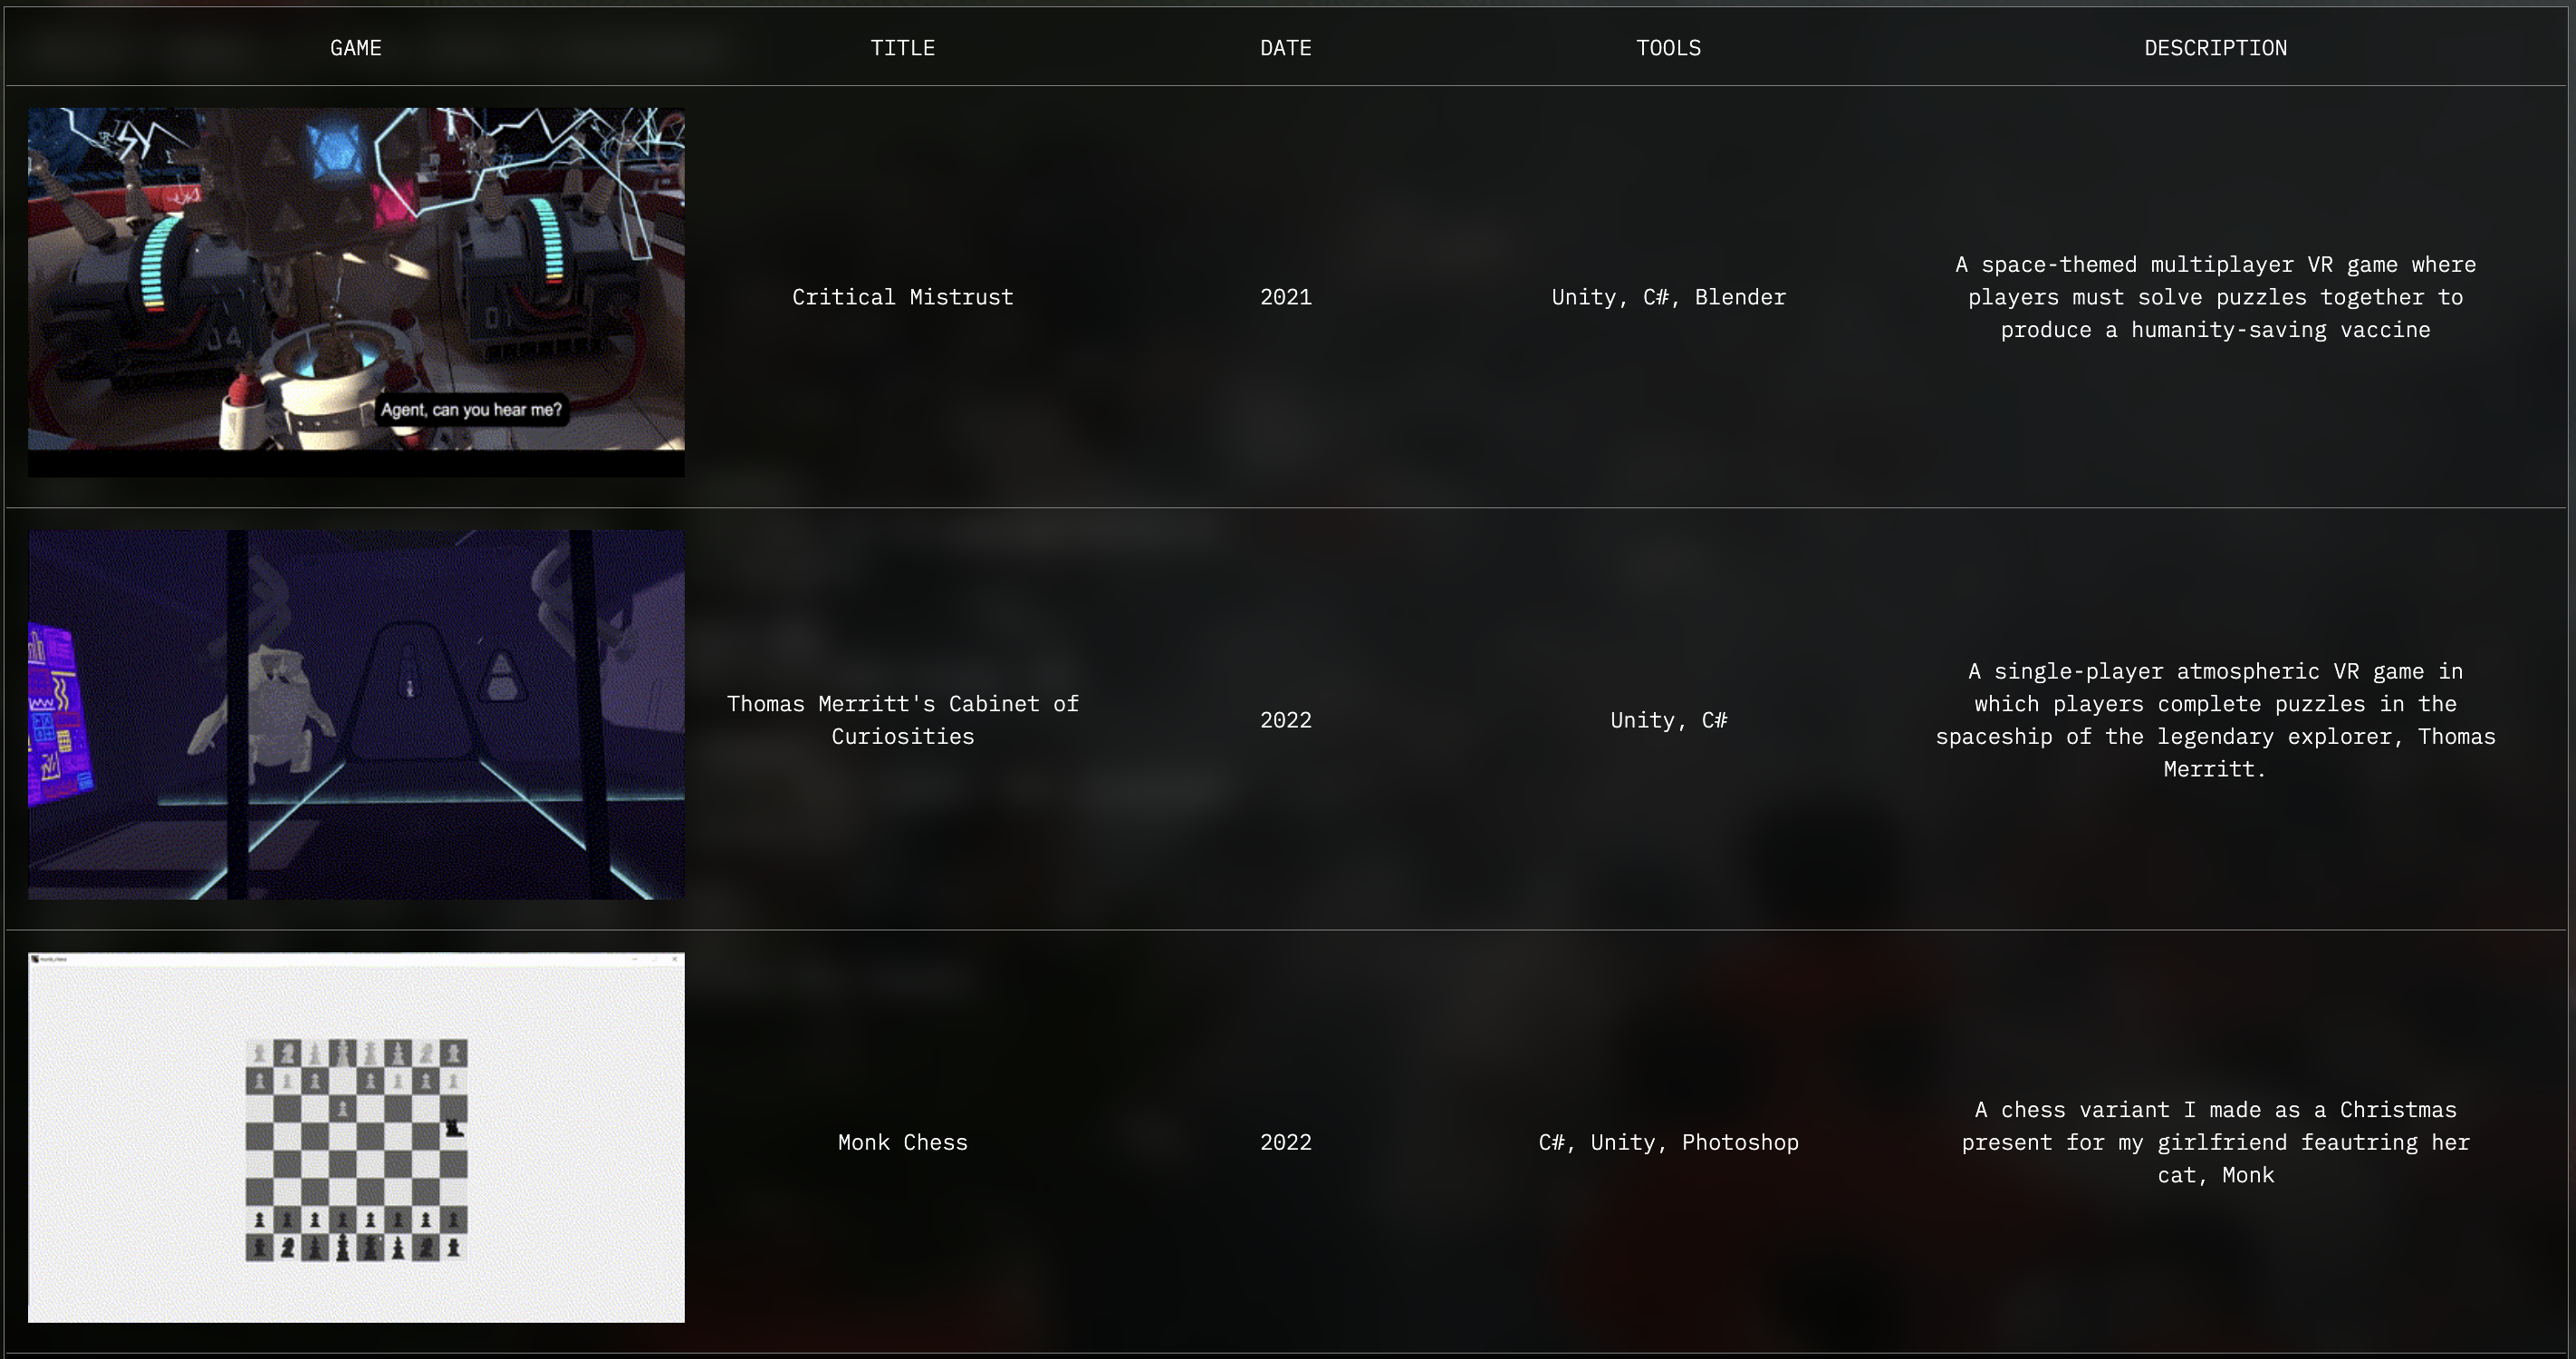 GAME TITLE DATE TOOLS DESCRIPTION
Agent, can you hear me?
04
01
Critical Mistrust
2021
Unity, C#, Blender
A space-themed multiplayer VR game where
players must solve puzzles together to
produce a humanity-saving vaccine
Thomas Merritt's Cabinet of
Curiosities
2022
Unity, C#
A single-player atmospheric VR game in
which players complete puzzles in the
spaceship of the legendary explorer, Thomas
Merritt.
monk_chess
Monk Chess
2022
C#, Unity, Photoshop
A chess variant I made as a Christmas
present for my girlfriend feautring her
cat, Monk